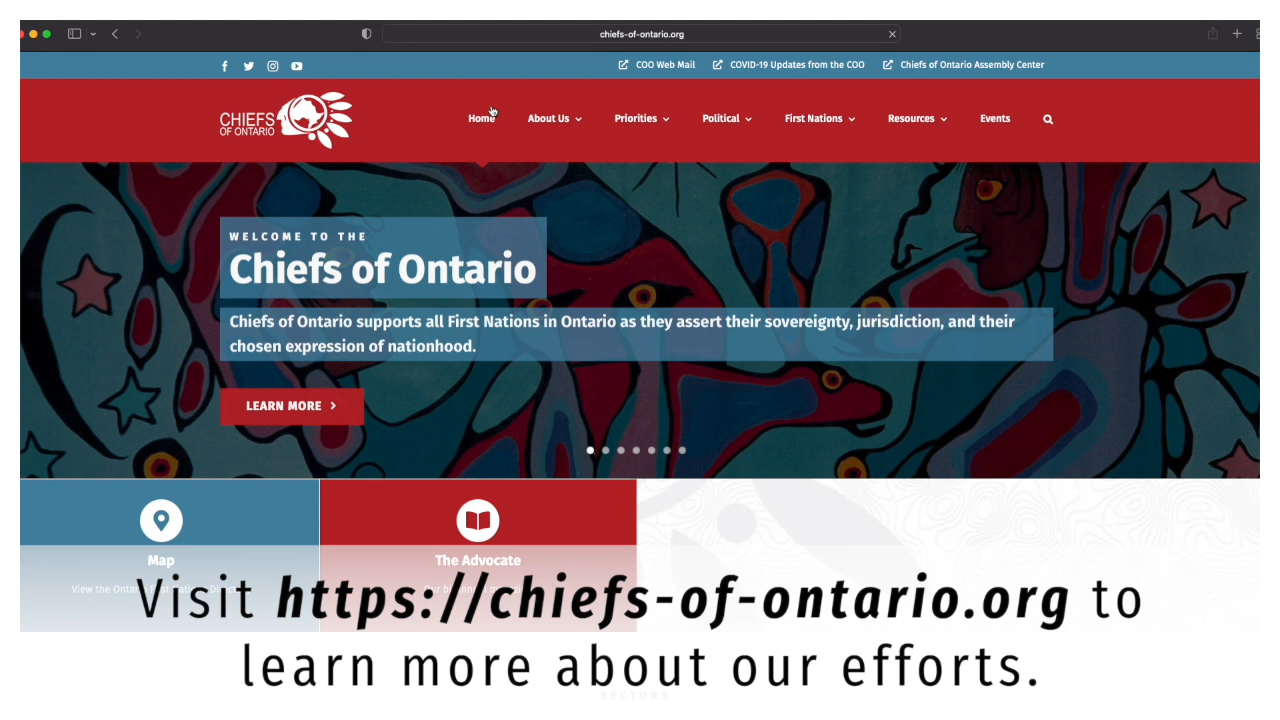 chiefs-of-ontario.org
COO Web Mail COVID-19 Updates from the COO Chiefs of Ontario Assembly Center
CHIEFS
OF ONTARIO
Home About Us Priorities Political First Nations Resources Events
WELCOME TO THE
Chiefs of Ontario
Chiefs of Ontario supports all First Nations in Ontario as they assert their sovereignty, jurisdiction, and their
chosen expression of nationhood.
LEARN MORE
Map The Advocate
View the
Visit https://chiefs-of-ontario.org to
learn more about our efforts.
SECTORS